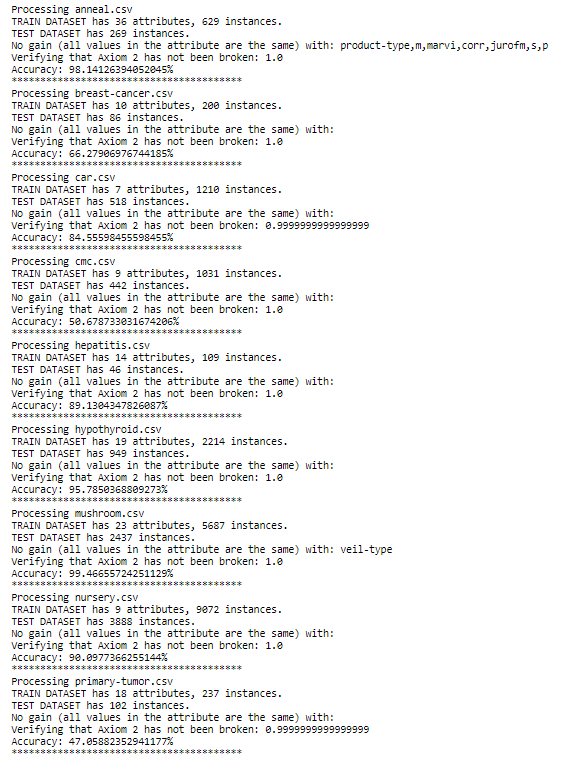 Processing anneal.csv
TRAIN DATASET has 36 attributes, 629 instances.
TEST DATASET has 269 instances.
No gain (all values in the attribute are the same) with: product-type,m,marvi,corr,jurofm,s,p
Verifying that Axiom 2 has not been broken: 1.0
Accuracy: 98.14126394052045%
****************************************
Processing breast-cancer.csv
TRAIN DATASET has 10 attributes, 200 instances.
TEST DATASET has 86 instances.
No gain (all values in the attribute are the same) with:
Verifying that Axiom 2 has not been broken: 1.0
Accuracy: 66.27906976744185%
****************************************
Processing car.csv
TRAIN DATASET has 7 attributes, 1210 instances.
TEST DATASET has 518 instances.
No gain (all values in the attribute are the same) with:
Verifying that Axiom 2 has not been broken: 0.9999999999999999
Accuracy: 84.55598455598455%
****************************************
Processing cmc.csv
TRAIN DATASET has 9 attributes, 1031 instances.
TEST DATASET has 442 instances.
No gain (all values in the attribute are the same) with:
Verifying that Axiom 2 has not been broken: 1.0
Accuracy: 50.678733031674206%
****************************************
Processing hepatitis.csv
TRAIN DATASET has 14 attributes, 109 instances.
TEST DATASET has 46 instances.
No gain (all values in the attribute are the same) with:
Verifying that Axiom 2 has not been broken: 1.0
Accuracy: 89.1304347826087%
****************************************
Processing hypothyroid.csv
TRAIN DATASET has 19 attributes, 2214 instances.
TEST DATASET has 949 instances.
No gain (all values in the attribute are the same) with:
Verifying that Axiom 2 has not been broken: 1.0
Accuracy: 95.7850368809273%
****************************************
Processing mushroom.csv
TRAIN DATASET has 23 attributes, 5687 instances.
TEST DATASET has 2437 instances.
No gain (all values in the attribute are the same) with: veil-type
Verifying that Axiom 2 has not been broken: 1.0
Accuracy: 99.46655724251129%
****************************************
Processing nursery.csv
TRAIN DATASET has 9 attributes, 9072 instances.
TEST DATASET has 3888 instances.
No gain (all values in the attribute are the same) with:
Verifying that Axiom 2 has not been broken: 1.0
Accuracy: 90.0977366255144%
****************************************
Processing primary-tumor.csv
TRAIN DATASET has 18 attributes, 237 instances.
TEST DATASET has 102 instances.
No gain (all values in the attribute are the same) with:
Verifying that Axiom 2 has not been broken: 0.9999999999999999
Accuracy: 47.05882352941177%
****************************************